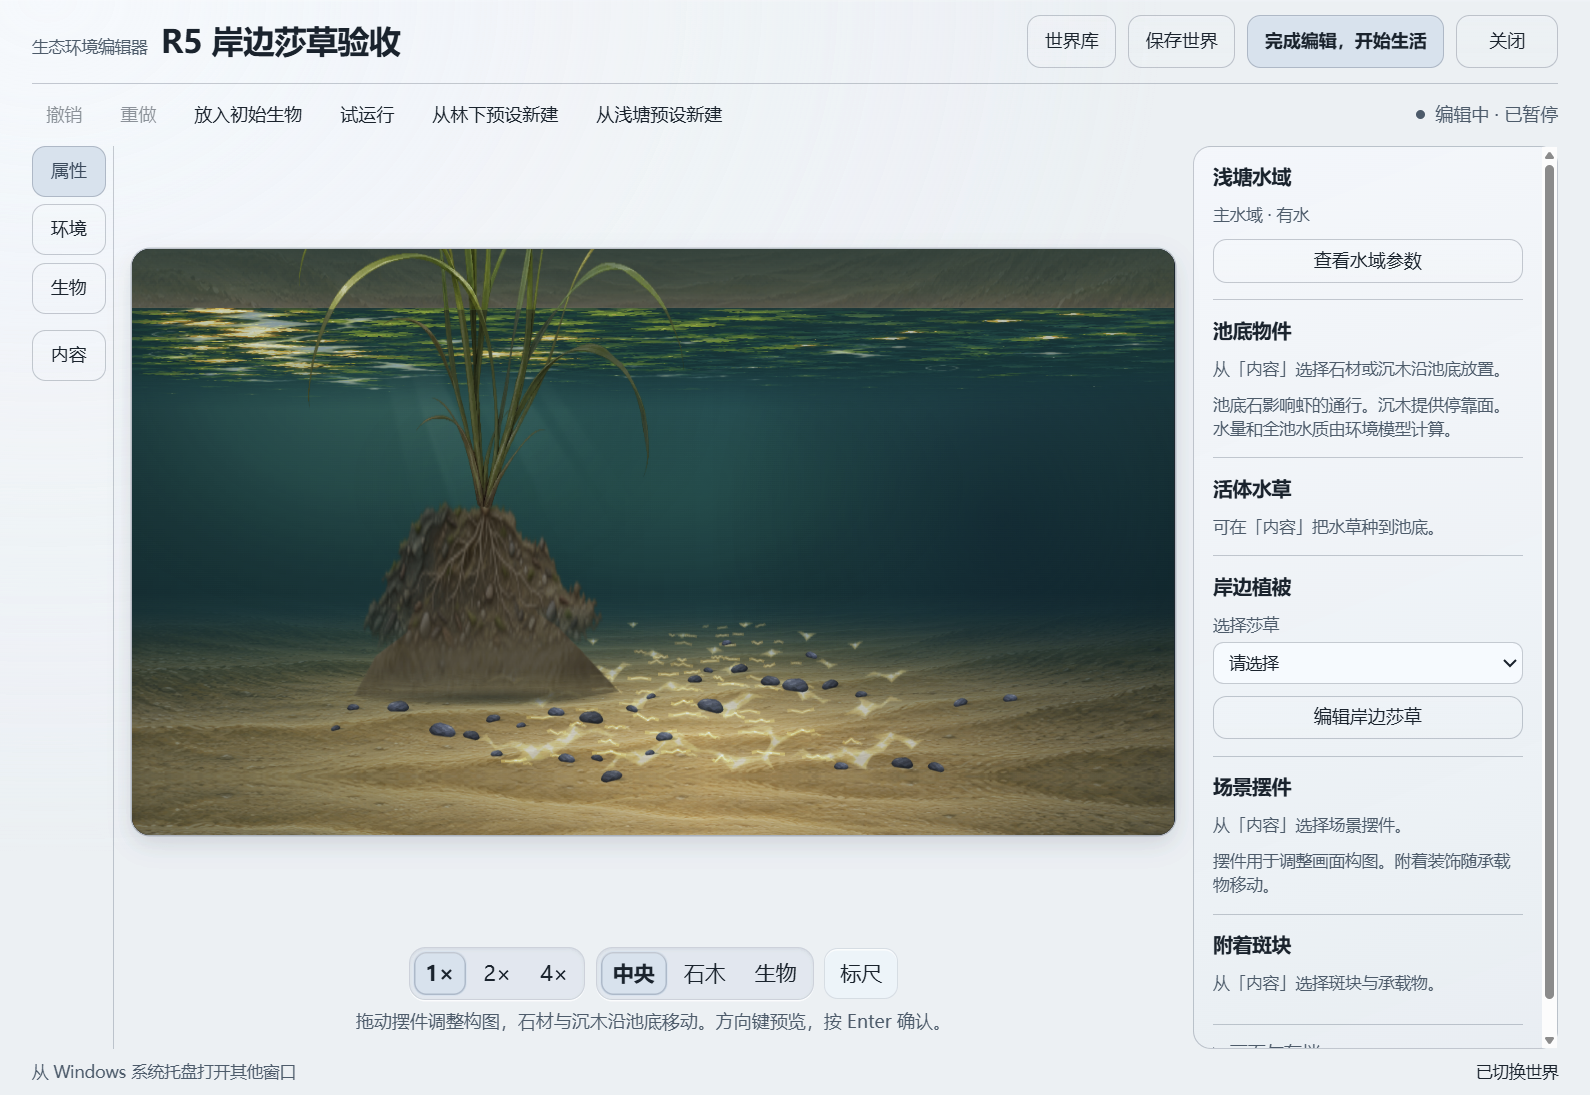 生态环境编辑器 R5 岸边莎草验收
世界库
保存世界
完成编辑，开始生活
关闭
撤销
重做
放入初始生物
试运行
从林下预设新建
从浅塘预设新建
编辑中 · 已暂停
属性
环境
生物
内容
浅塘水域
主水域 · 有水
查看水域参数
池底物件
从「内容」选择石材或沉木沿池底放置。
池底石影响虾的通行。沉木提供停靠面。
水量和全池水质由环境模型计算。
活体水草
可在「内容」把水草种到池底。
岸边植被
选择莎草
请选择
编辑岸边莎草
场景摆件
从「内容」选择场景摆件。
摆件用于调整画面构图。附着装饰随承载
物移动。
附着斑块
从「内容」选择斑块与承载物。
1×
2×
4×
中央
石木
生物
标尺
拖动摆件调整构图，石材与沉木沿池底移动。方向键预览，按 Enter 确认。
从 Windows 系统托盘打开其他窗口
已切换世界